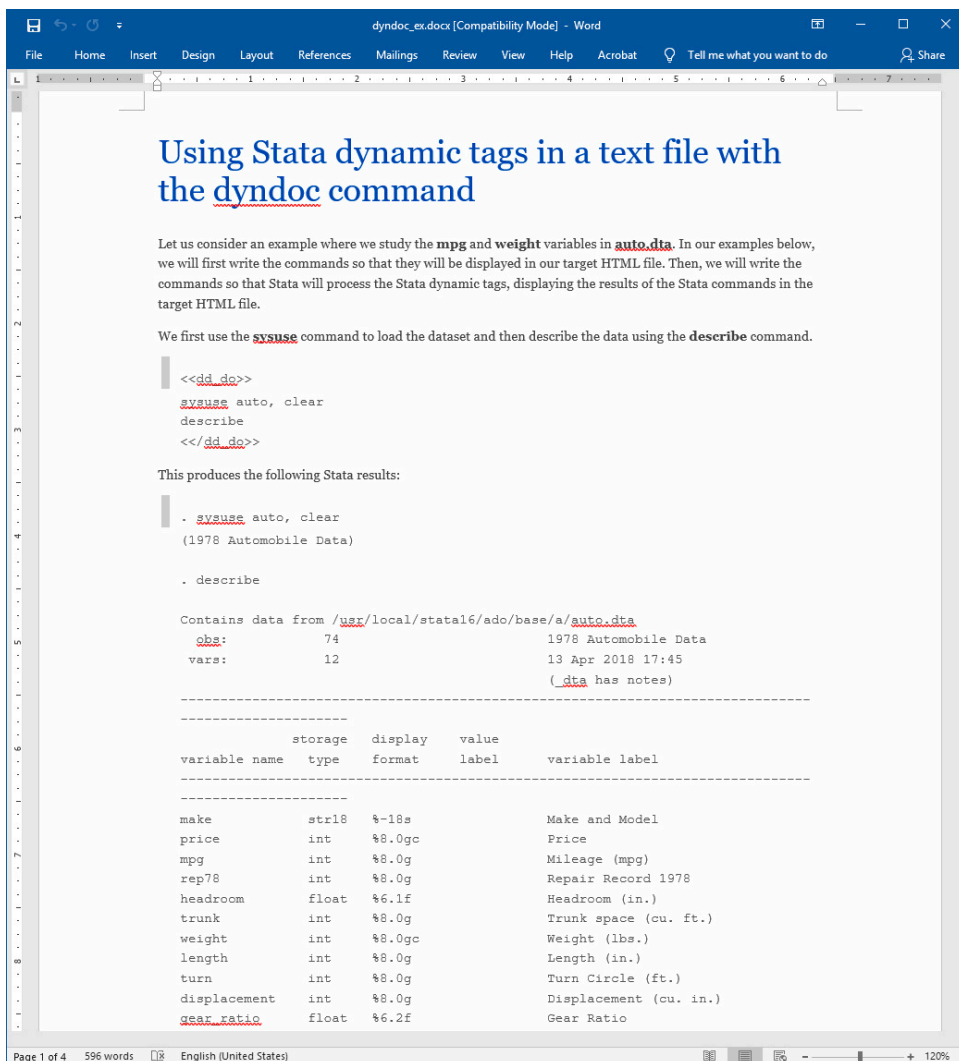 dyndoc_ex.docx [Compatibility Mode] - Word
File Home Insert Design Layout References Mailings Review View Help Acrobat Tell me what you want to do Share
1 1 2 3 4 5 6 7
Using Stata dynamic tags in a text file with
the dyndoc command
Let us consider an example where we study the mpg and weight variables in auto.dta. In our examples below,
we will first write the commands so that they will be displayed in our target HTML file. Then, we will write the
commands so that Stata will process the Stata dynamic tags, displaying the results of the Stata commands in the
target HTML file.
We first use the sysuse command to load the dataset and then describe the data using the describe command.
<<dd_do>>
sysuse auto, clear
describe
<</dd_do>>
This produces the following Stata results:
. sysuse auto, clear
(1978 Automobile Data)
. describe
Contains data from /usr/local/stata16/ado/base/a/auto.dta
obs: 74 1978 Automobile Data
vars: 12 13 Apr 2018 17:45
(_dta has notes)
--------------------------------------------------------------------------------
---------------------
storage display value
variable name type format label variable label
--------------------------------------------------------------------------------
---------------------
make str18 %-18s Make and Model
price int %8.0gc Price
mpg int %8.0g Mileage (mpg)
rep78 int %8.0g Repair Record 1978
headroom float %6.1f Headroom (in.)
trunk int %8.0g Trunk space (cu. ft.)
weight int %8.0gc Weight (lbs.)
length int %8.0g Length (in.)
turn int %8.0g Turn Circle (ft.)
displacement int %8.0g Displacement (cu. in.)
gear_ratio float %6.2f Gear Ratio
Page 1 of 4 596 words English (United States) - + 120%